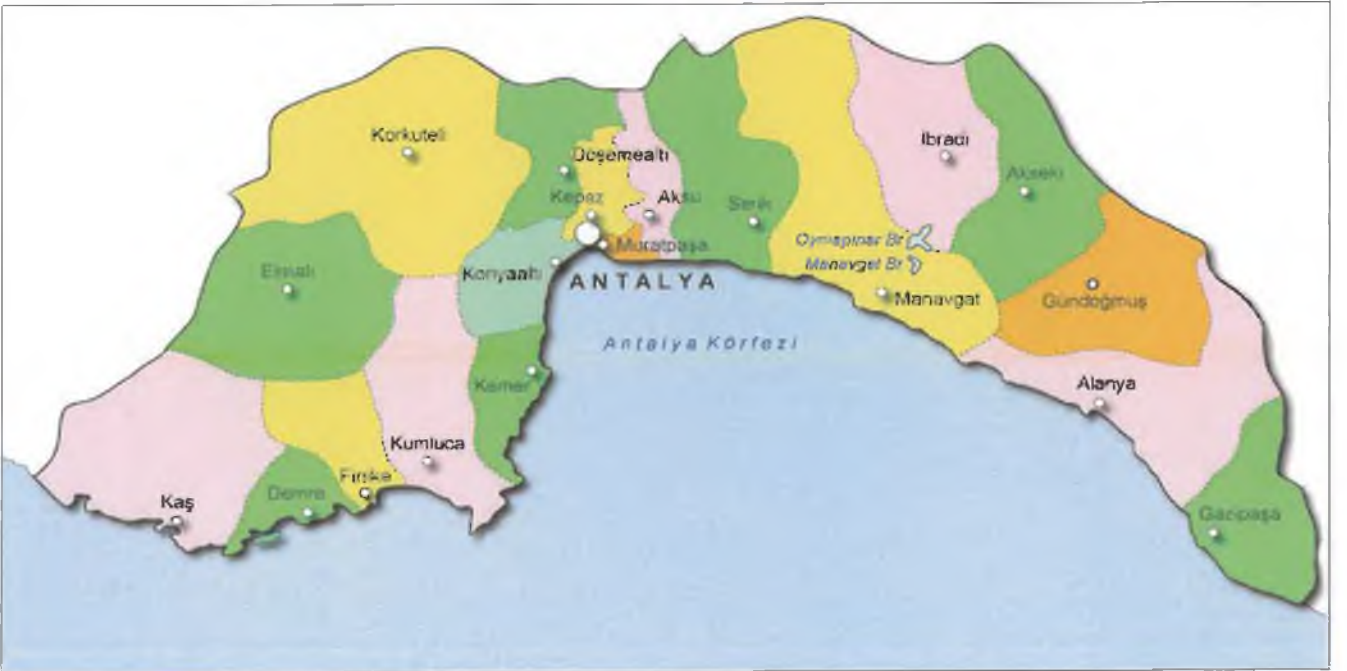 Korkuteli
İbradı
Döşemealtı
Akseki
Kepez
Aksu
Serik
Oymapınar Br
Muratpaşa
Manavgat Br
Elmalı
Konyaaltı
ANTALYA
Manavgat
Gündoğmuş
Antalya Körfezi
Kemer
Alanya
Kumluca
Finike
Demre
Kaş
Gazipaşa